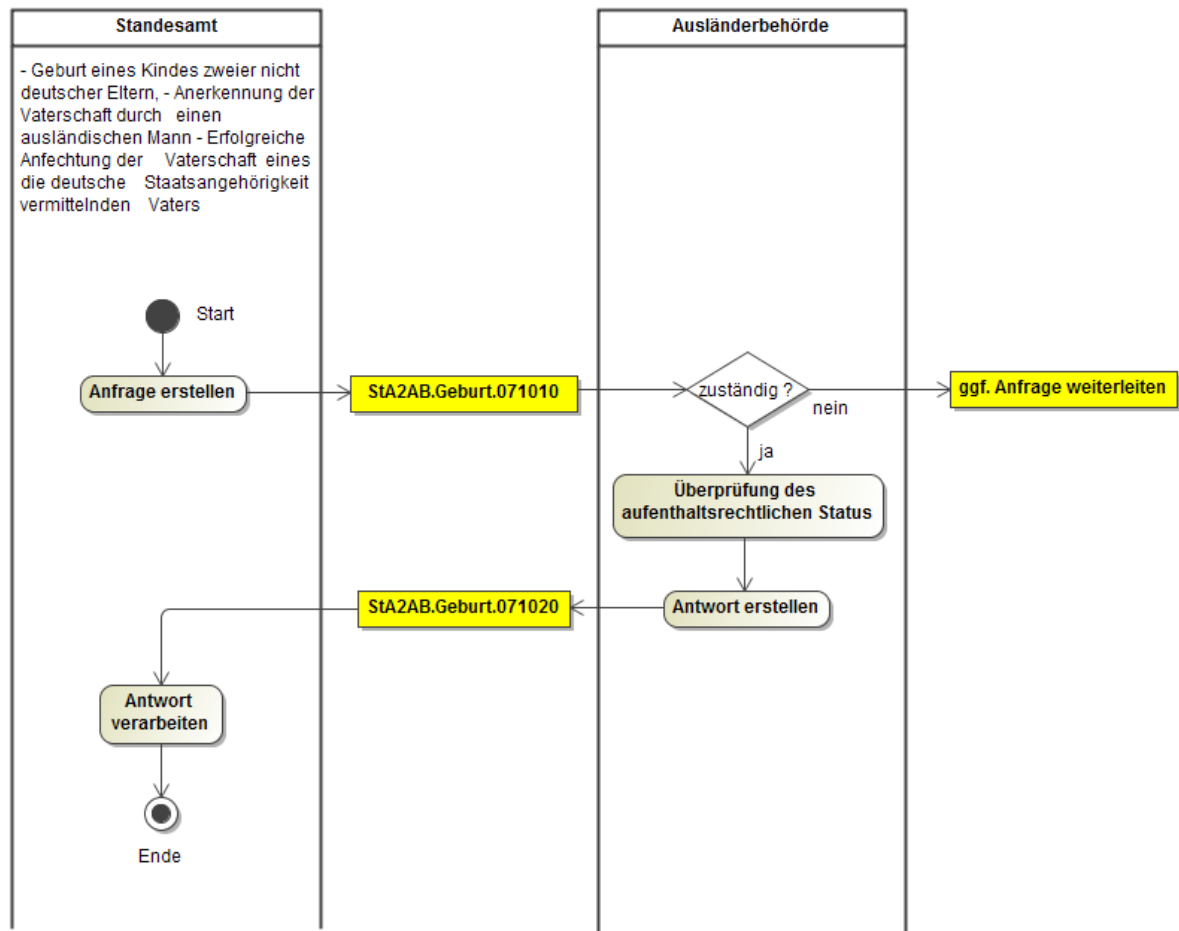 Standesamt
Ausländerbehörde
- Geburt eines Kindes zweier nicht
deutscher Eltern, - Anerkennung der
Vaterschaft durch einen
ausländischen Mann - Erfolgreiche
Anfechtung der Vaterschaft eines
die deutsche Staatsangehörigkeit
vermittelnden Vaters
Start
Anfrage erstellen
StA2AB.Geburt.071010
zuständig ?
nein
ggf. Anfrage weiterleiten
ja
Überprüfung des
aufenthaltsrechtlichen Status
Antwort erstellen
StA2AB.Geburt.071020
Antwort
verarbeiten
Ende